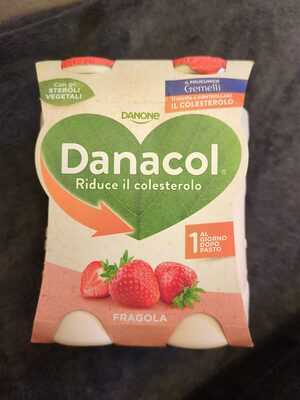 Con gli
STEROLI
VEGETALI
IL POLICLINICO
Gemelli
TI INVITA A CONTROLLARE
IL COLESTEROLO
DANONE
Danacol®
Riduce il colesterolo
1 AL
GIORNO
DOPO
PASTO
FRAGOLA